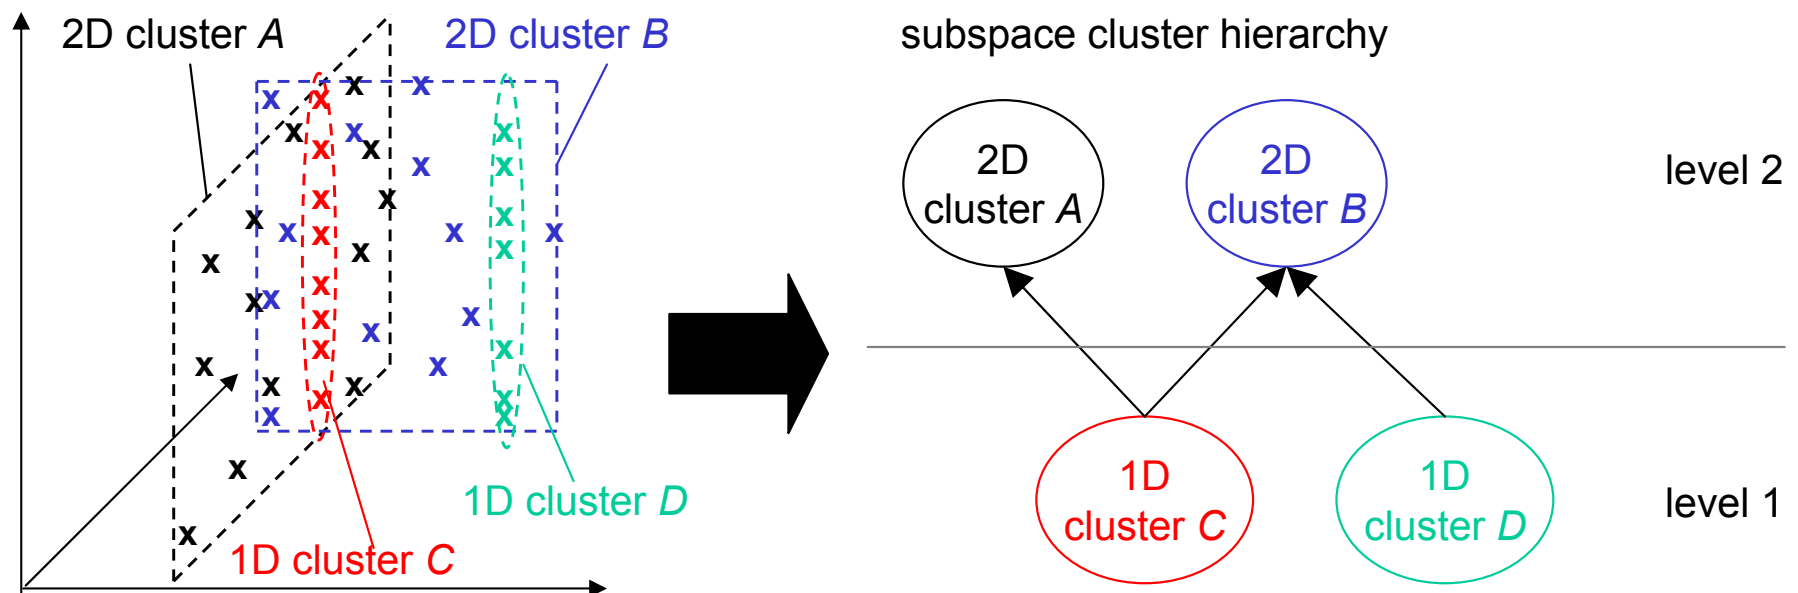 2D cluster A
2D cluster B
1D cluster D
1D cluster C
subspace cluster hierarchy
2D
cluster A
2D
cluster B
level 2
1D
cluster C
1D
cluster D
level 1